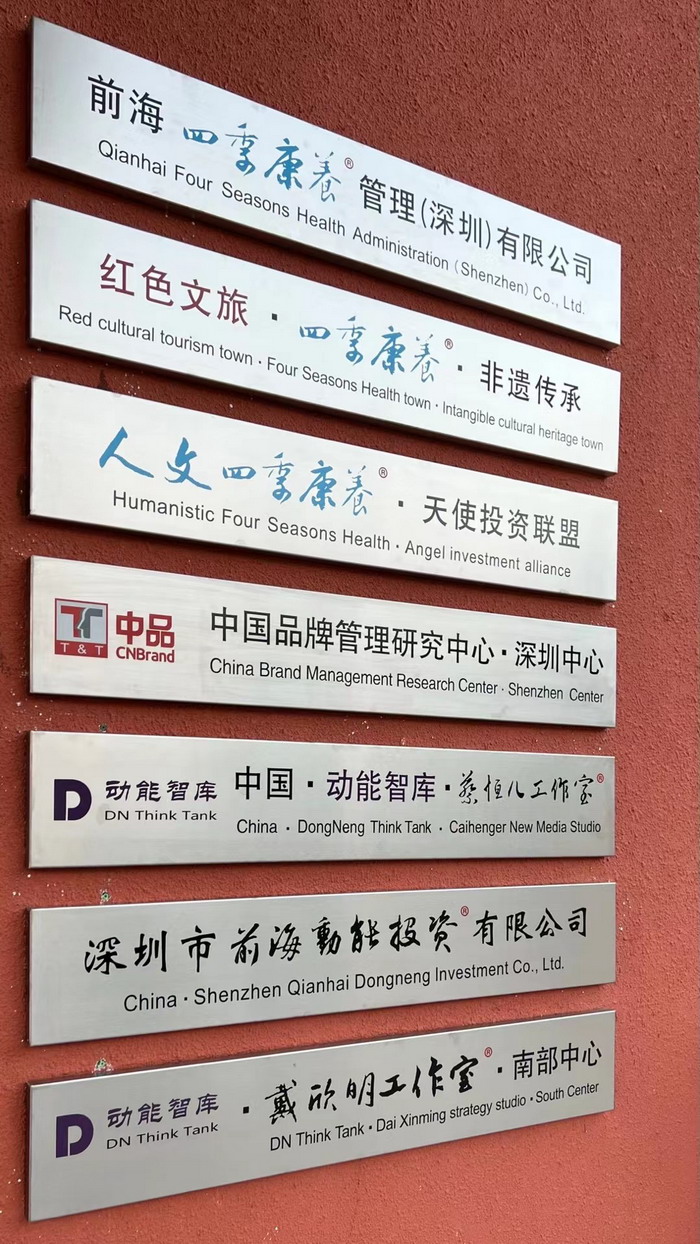 前海 四季康養® 管理(深圳)有限公司
Qianhai Four Seasons Health Administration (Shenzhen) Co., Ltd.
红色文旅 · 四季康養® · 非遗传承
Red cultural tourism town · Four Seasons Health town · Intangible cultural heritage town
人文四季康養® · 天使投资联盟
Humanistic Four Seasons Health · Angel investment alliance
T&T 中品 CNBrand
中国品牌管理研究中心·深圳中心
China Brand Management Research Center · Shenzhen Center
D 动能智库 DN Think Tank
中国·动能智库·蔡恒儿工作室®
China · DongNeng Think Tank · Caihenger New Media Studio
深圳市前海動能投資®有限公司
China·Shenzhen Qianhai Dongneng Investment Co., Ltd.
D 动能智库 DN Think Tank
·戴欣明工作室®·南部中心
DN Think Tank · Dai Xinming strategy studio · South Center